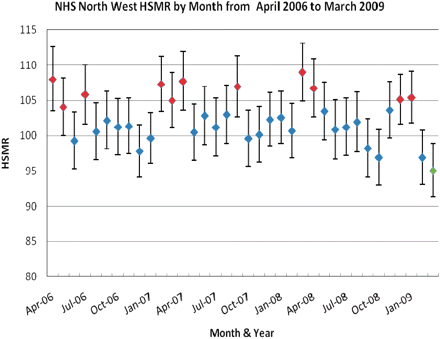 NHS North West HSMR by Month from April 2006 to March 2009
115
110
105
100
95
90
85
80
HSMR
Apr-06
Jul-06
Oct-06
Jan-07
Apr-07
Jul-07
Oct-07
Jan-08
Apr-08
Jul-08
Oct-08
Jan-09
Month & Year